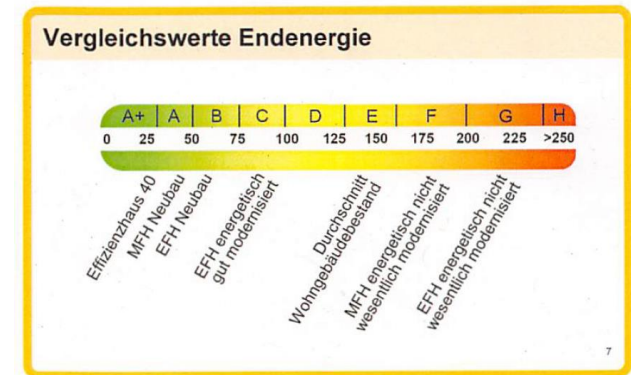 Vergleichswerte Endenergie
A+ A B C D E F G H
0 25 50 75 100 125 150 175 200 225 >250
Effizienzhaus 40
MFH Neubau
EFH Neubau
EFH energetisch
gut modernisiert
Durchschnitt
Wohngebäudebestand
MFH energetisch nicht
wesentlich modernisiert
EFH energetisch nicht
wesentlich modernisiert
7